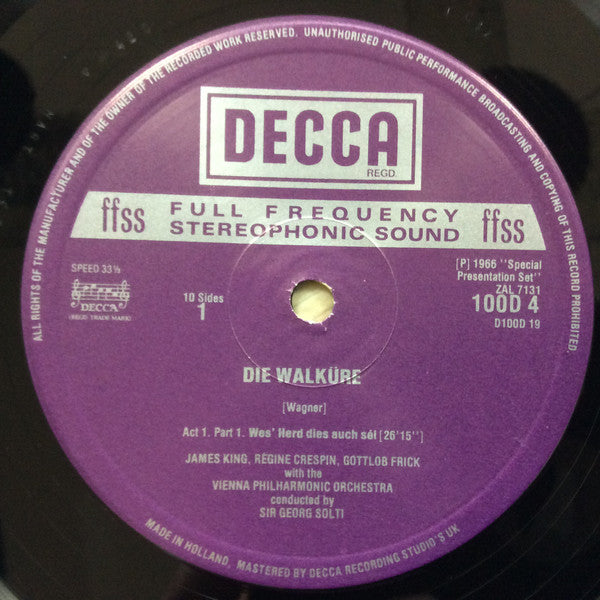 ALL RIGHTS OF THE MANUFACTURER AND OF THE OWNER OF THE RECORDED WORK RESERVED. UNAUTHORISED PUBLIC PERFORMANCE BROADCASTING AND COPYING OF THIS RECORD PROHIBITED.
DECCA
REGD.
ffss FULL FREQUENCY STEREOPHONIC SOUND ffss
SPEED 33⅓
DECCA
(REGD. TRADE MARK)
10 Sides
1
[P] 1966 "Special
Presentation Set"
ZAL 7131
100D 4
D100D 19
DIE WALKÜRE
[Wagner]
Act 1. Part 1. Wes' Herd dies auch séi [26'15'']
JAMES KING, RÉGINE CRESPIN, GOTTLOB FRICK
with the
VIENNA PHILHARMONIC ORCHESTRA
conducted by
SIR GEORG SOLTI
MADE IN HOLLAND. MASTERED BY DECCA RECORDING STUDIO'S UK